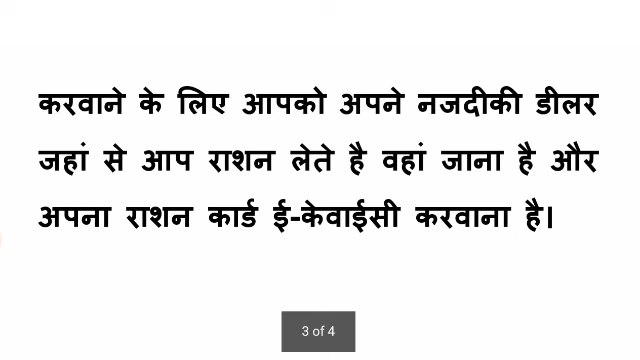 करवाने के लिए आपको अपने नजदीकी डीलर
जहां से आप राशन लेते है वहां जाना है और
अपना राशन कार्ड ई-केवाईसी करवाना है।
3 of 4